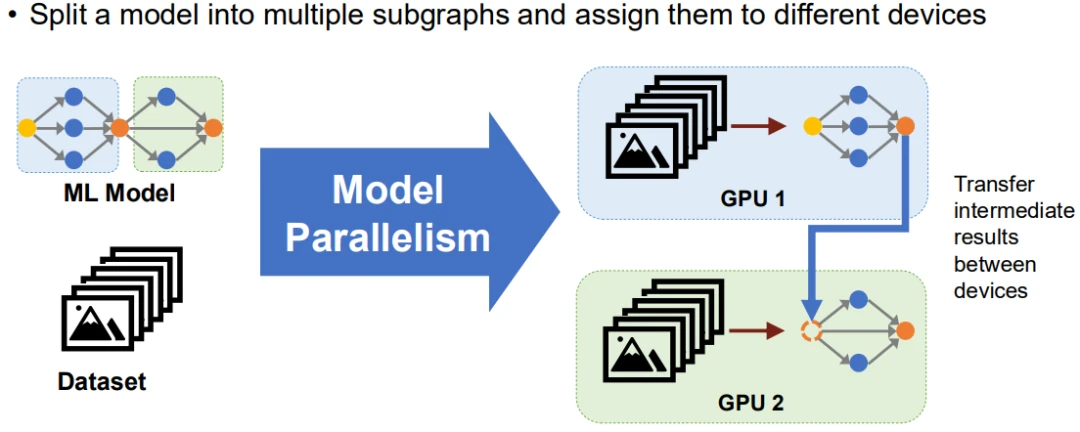 • Split a model into multiple subgraphs and assign them to different devices
ML Model
Dataset
Model
Parallelism
GPU 1
GPU 2
Transfer
intermediate
results
between
devices